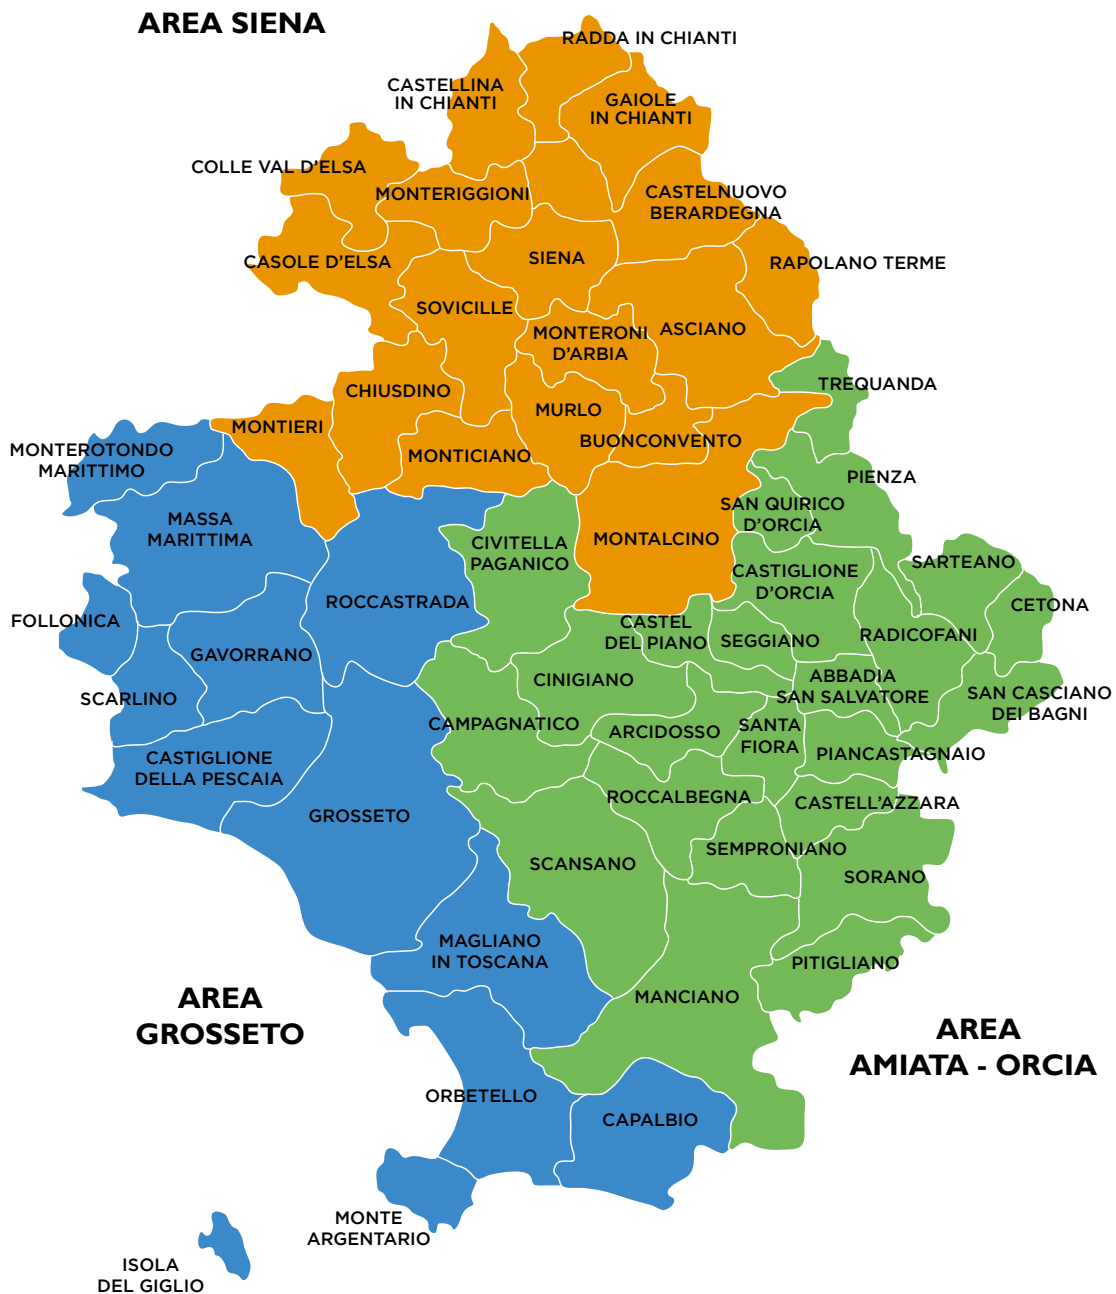 AREA SIENA
RADDA IN CHIANTI
CASTELLINA
IN CHIANTI
GAIOLE
IN CHIANTI
COLLE VAL D'ELSA
MONTERIGGIONI
CASTELNUOVO
BERARDEGNA
CASOLE D'ELSA
SIENA
RAPOLANO TERME
SOVICILLE
MONTERONI
D'ARBIA
ASCIANO
TREQUANDA
CHIUSDINO
MURLO
MONTIERI
BUONCONVENTO
MONTEROTONDO
MARITTIMO
MONTICIANO
PIENZA
SAN QUIRICO
D'ORCIA
MASSA
MARITTIMA
CIVITELLA
PAGANICO
MONTALCINO
SARTEANO
CASTIGLIONE
D'ORCIA
ROCCASTRADA
CETONA
FOLLONICA
CASTEL
DEL PIANO
SEGGIANO
RADICOFANI
GAVORRANO
CINIGIANO
ABBADIA
SAN SALVATORE
SCARLINO
SAN CASCIANO
DEI BAGNI
CAMPAGNATICO
ARCIDOSSO
SANTA
FIORA
PIANCASTAGNAIO
CASTIGLIONE
DELLA PESCAIA
ROCCALBEGNA
CASTELL'AZZARA
GROSSETO
SEMPRONIANO
SCANSANO
SORANO
MAGLIANO
IN TOSCANA
PITIGLIANO
MANCIANO
AREA
GROSSETO
AREA
AMIATA - ORCIA
ORBETELLO
CAPALBIO
MONTE
ARGENTARIO
ISOLA
DEL GIGLIO